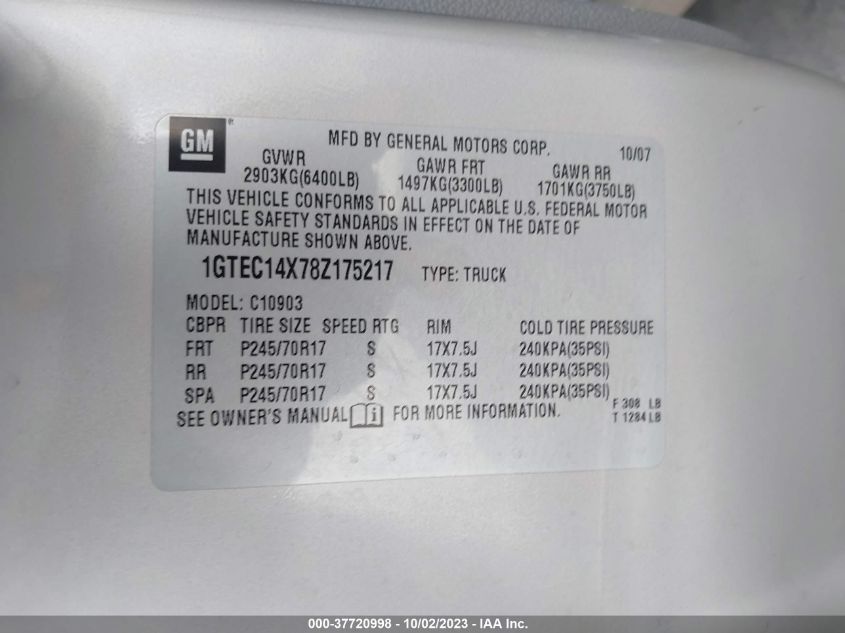 GM®
MFD BY GENERAL MOTORS CORP. 10/07
GVWR GAWR FRT GAWR RR
2903KG(6400LB) 1497KG(3300LB) 1701KG(3750LB)
THIS VEHICLE CONFORMS TO ALL APPLICABLE U.S. FEDERAL MOTOR
VEHICLE SAFETY STANDARDS IN EFFECT ON THE DATE OF
MANUFACTURE SHOWN ABOVE.
1GTEC14X78Z175217 TYPE: TRUCK
MODEL: C10903
CBPR TIRE SIZE SPEED RTG RIM COLD TIRE PRESSURE
FRT P245/70R17 S 17X7.5J 240KPA(35PSI)
RR P245/70R17 S 17X7.5J 240KPA(35PSI)
SPA P245/70R17 S 17X7.5J 240KPA(35PSI)
SEE OWNER'S MANUAL i FOR MORE INFORMATION.
F 308 LB
T 1284 LB
000-37720998 - 10/02/2023 - IAA Inc.